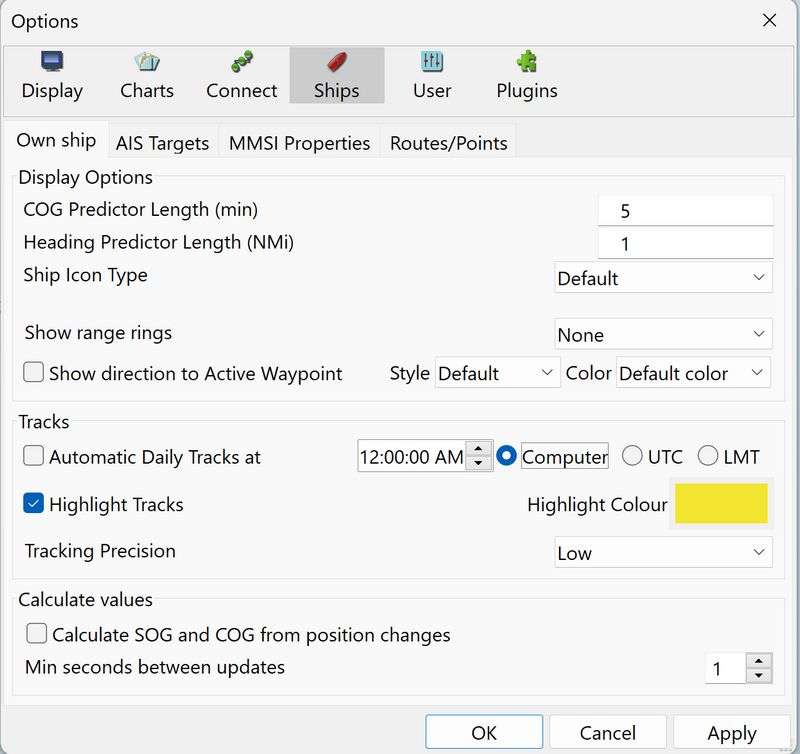 Options
Display Charts Connect Ships User Plugins
Own ship AIS Targets MMSI Properties Routes/Points
Display Options
COG Predictor Length (min) 5
Heading Predictor Length (NMi) 1
Ship Icon Type Default
Show range rings None
Show direction to Active Waypoint Style Default Color Default color
Tracks
Automatic Daily Tracks at 12:00:00 AM Computer UTC LMT
Highlight Tracks Highlight Colour
Tracking Precision Low
Calculate values
Calculate SOG and COG from position changes
Min seconds between updates 1
OK Cancel Apply